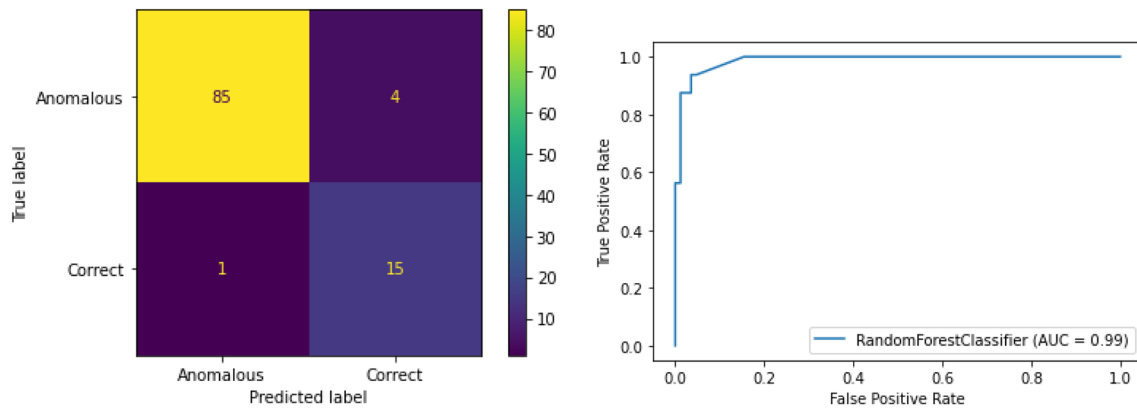 Anomalous
Correct
True label
85
4
1
15
Anomalous
Correct
Predicted label
80
70
60
50
40
30
20
10
True Positive Rate
1.0
0.8
0.6
0.4
0.2
0.0
RandomForestClassifier (AUC = 0.99)
0.0
0.2
0.4
0.6
0.8
1.0
False Positive Rate